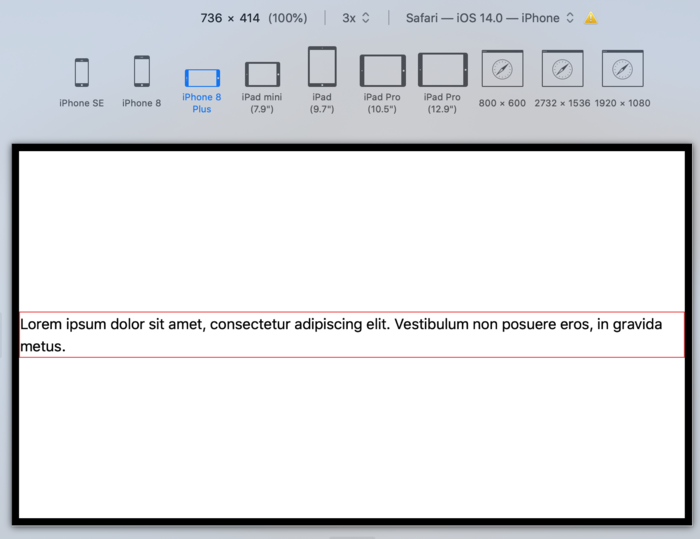 736 × 414 (100%) 3x Safari — iOS 14.0 — iPhone
iPhone SE
iPhone 8
iPhone 8
Plus
iPad mini
(7.9")
iPad
(9.7")
iPad Pro
(10.5")
iPad Pro
(12.9")
800 × 600
2732 × 1536
1920 × 1080
Lorem ipsum dolor sit amet, consectetur adipiscing elit. Vestibulum non posuere eros, in gravida
metus.